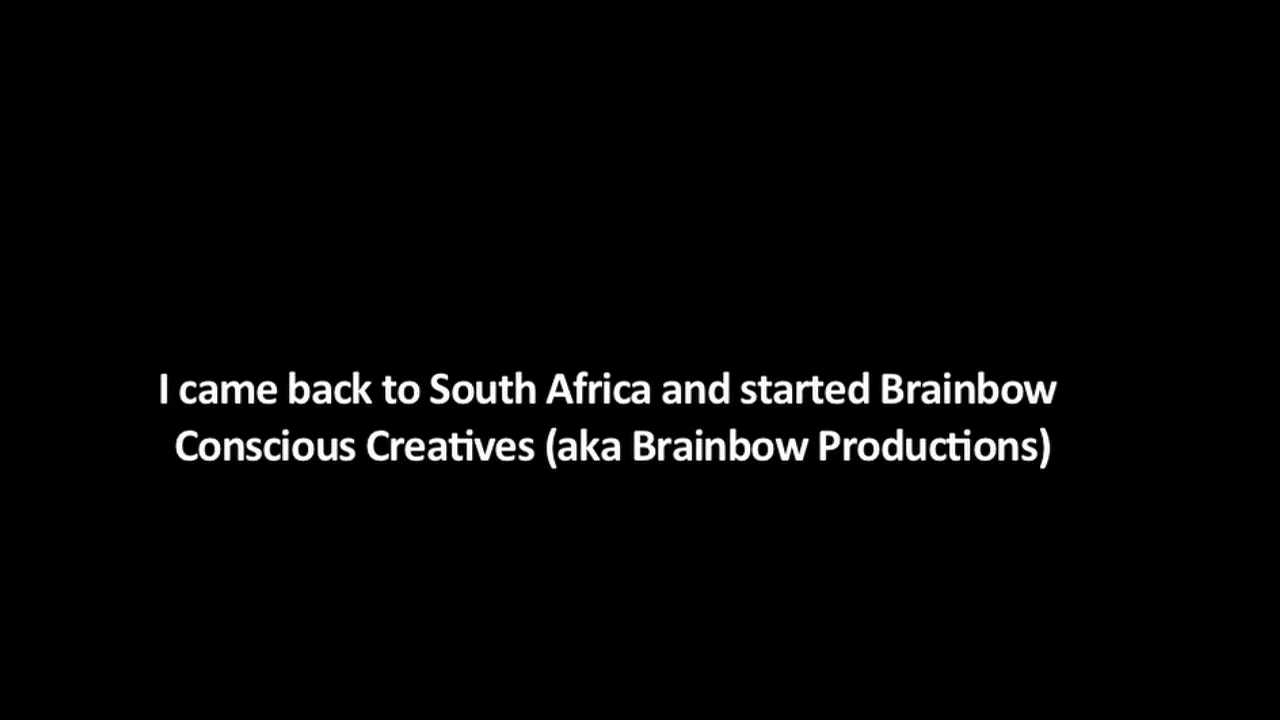 I came back to South Africa and started Brainbow
Conscious Creatives (aka Brainbow Productions)